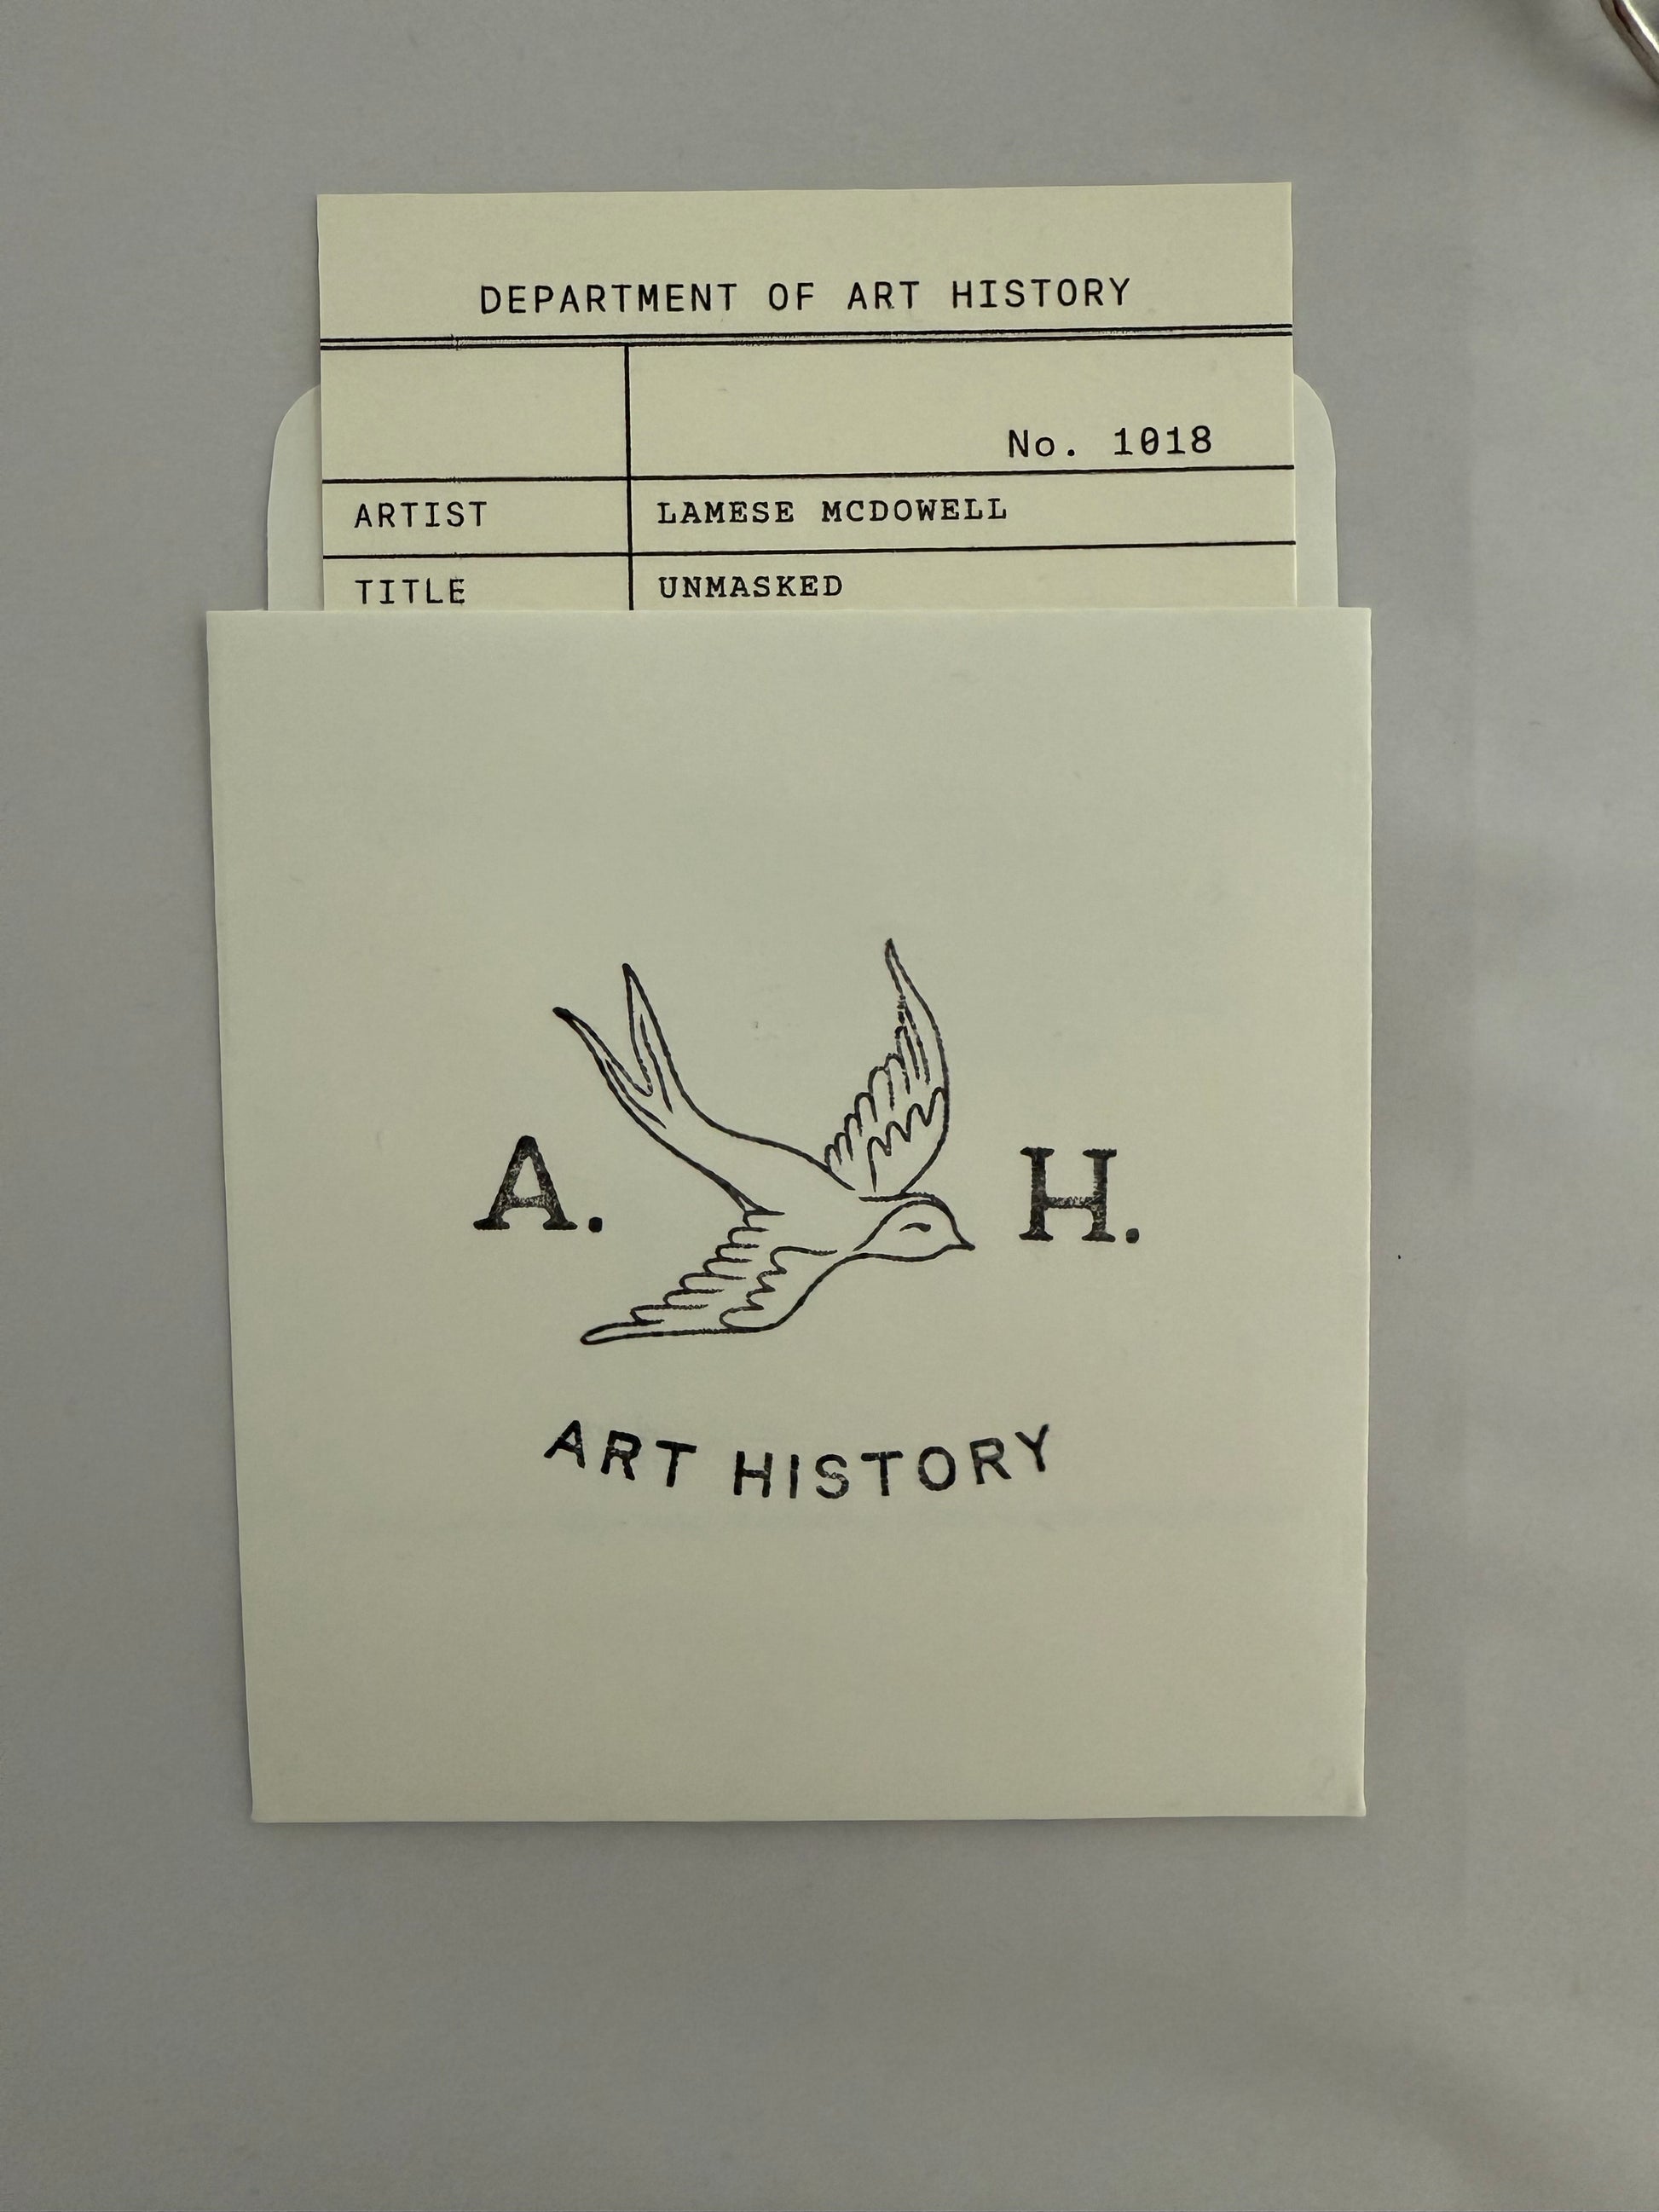 DEPARTMENT OF ART HISTORY
No. 1018
ARTIST LAMESE MCDOWELL
TITLE UNMASKED
A. H.
ART HISTORY